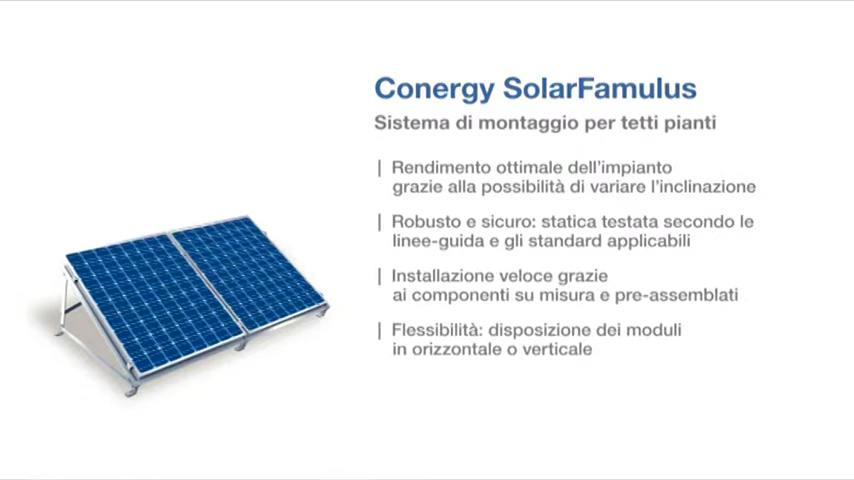 Conergy SolarFamulus
Sistema di montaggio per tetti pianti
| Rendimento ottimale dell'impianto
grazie alla possibilità di variare l'inclinazione
| Robusto e sicuro: statica testata secondo le
linee-guida e gli standard applicabili
| Installazione veloce grazie
ai componenti su misura e pre-assemblati
| Flessibilità: disposizione dei moduli
in orizzontale o verticale